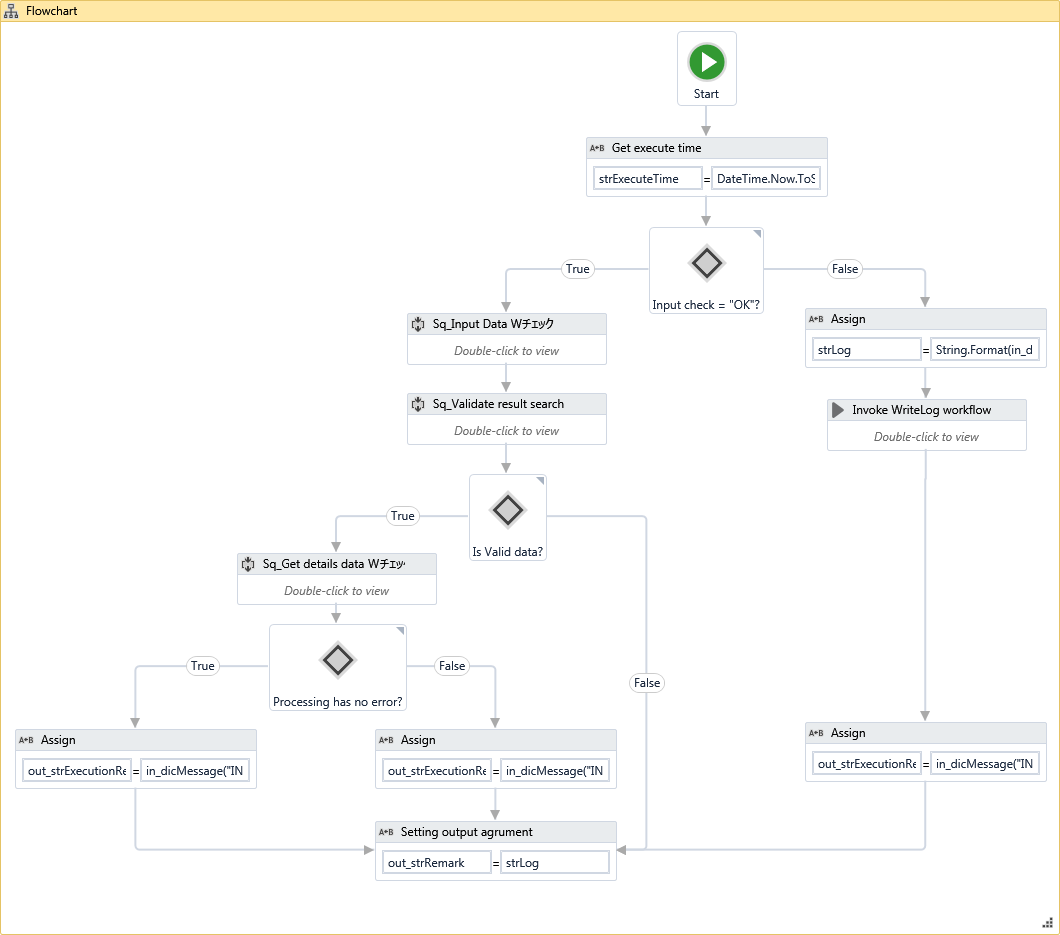 Flowchart
Start
A+B Get execute time
strExecuteTime = DateTime.Now.ToS
Input check = "OK"?
True
False
Sq_Input Data Wチェック
Double-click to view
A+B Assign
strLog = String.Format(in_d
Sq_Validate result search
Double-click to view
Invoke WriteLog workflow
Double-click to view
Is Valid data?
True
False
Sq_Get details data Wチェッ
Double-click to view
Processing has no error?
True
False
A+B Assign
out_strExecutionRe = in_dicMessage("IN
A+B Assign
out_strExecutionRe = in_dicMessage("IN
A+B Assign
out_strExecutionRe = in_dicMessage("IN
A+B Setting output agrument
out_strRemark = strLog